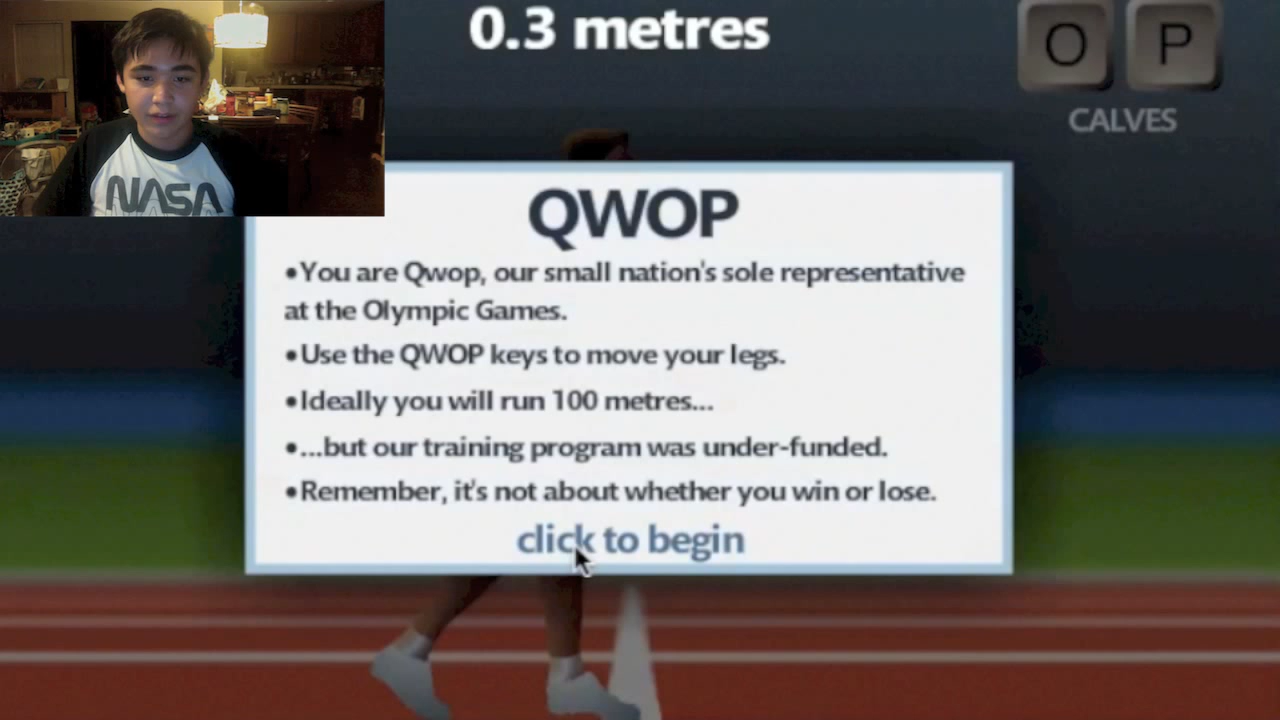 0.3 metres
O P
CALVES
NASA
QWOP
•You are Qwop, our small nation's sole representative
at the Olympic Games.
•Use the QWOP keys to move your legs.
•Ideally you will run 100 metres...
•...but our training program was under-funded.
•Remember, it's not about whether you win or lose.
click to begin